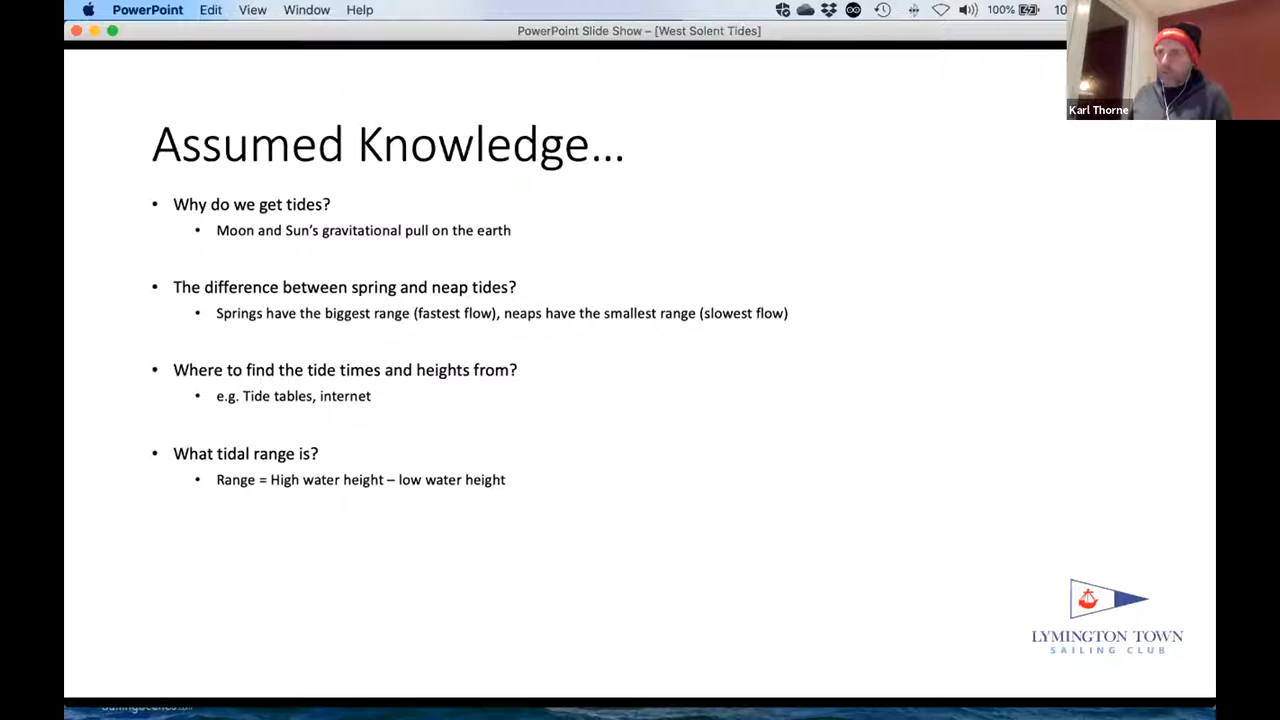 PowerPoint Edit View Window Help 100%
PowerPoint Slide Show – [West Solent Tides]
Karl Thorne
Assumed Knowledge...
• Why do we get tides?
• Moon and Sun's gravitational pull on the earth
• The difference between spring and neap tides?
• Springs have the biggest range (fastest flow), neaps have the smallest range (slowest flow)
• Where to find the tide times and heights from?
• e.g. Tide tables, internet
• What tidal range is?
• Range = High water height – low water height
LYMINGTON TOWN
SAILING CLUB